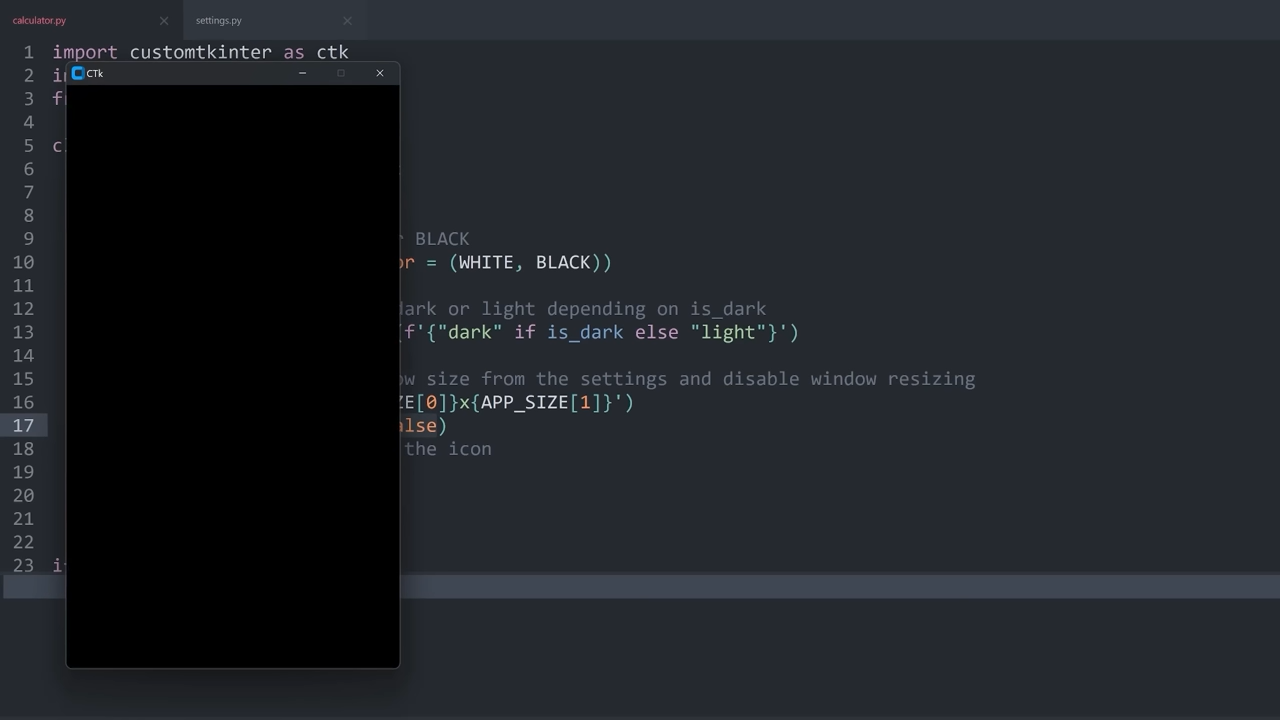 calculator.py
settings.py
1 import customtkinter as ctk
CTk
2
3
4
5
6
7
8
9 BLACK
10 = (WHITE, BLACK))
11
12 dark or light depending on is_dark
13 (f'{"dark" if is_dark else "light"}')
14
15 size from the settings and disable window resizing
16 ZE[0]}x{APP_SIZE[1]}')
17 alse)
18 the icon
19
20
21
22
23